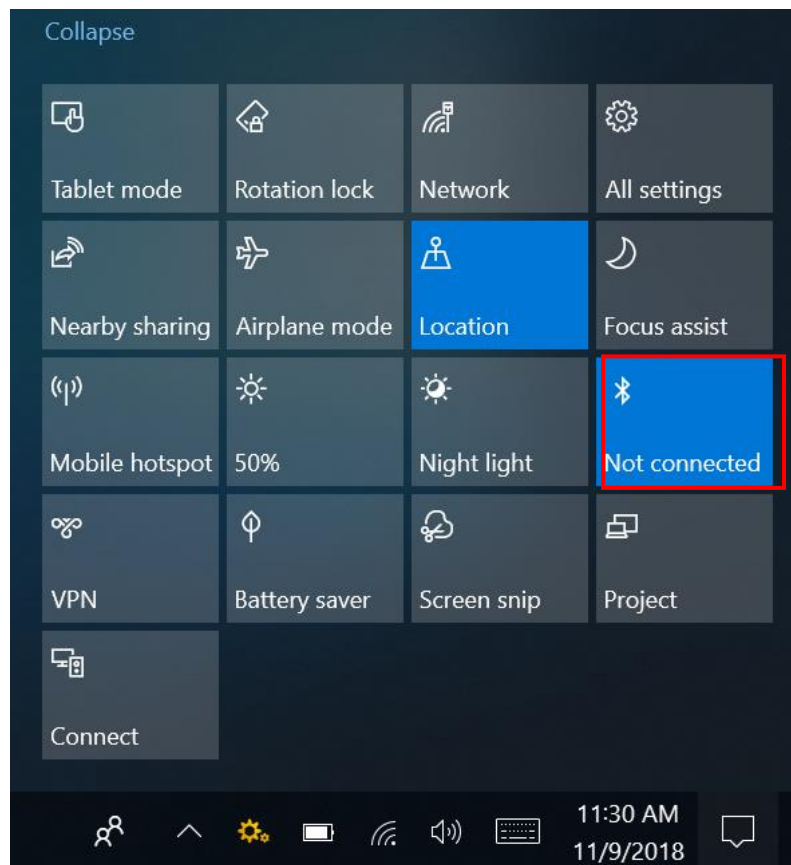 Collapse
Tablet mode
Rotation lock
Network
All settings
Nearby sharing
Airplane mode
Location
Focus assist
Mobile hotspot
50%
Night light
Not connected
VPN
Battery saver
Screen snip
Project
Connect
11:30 AM
11/9/2018